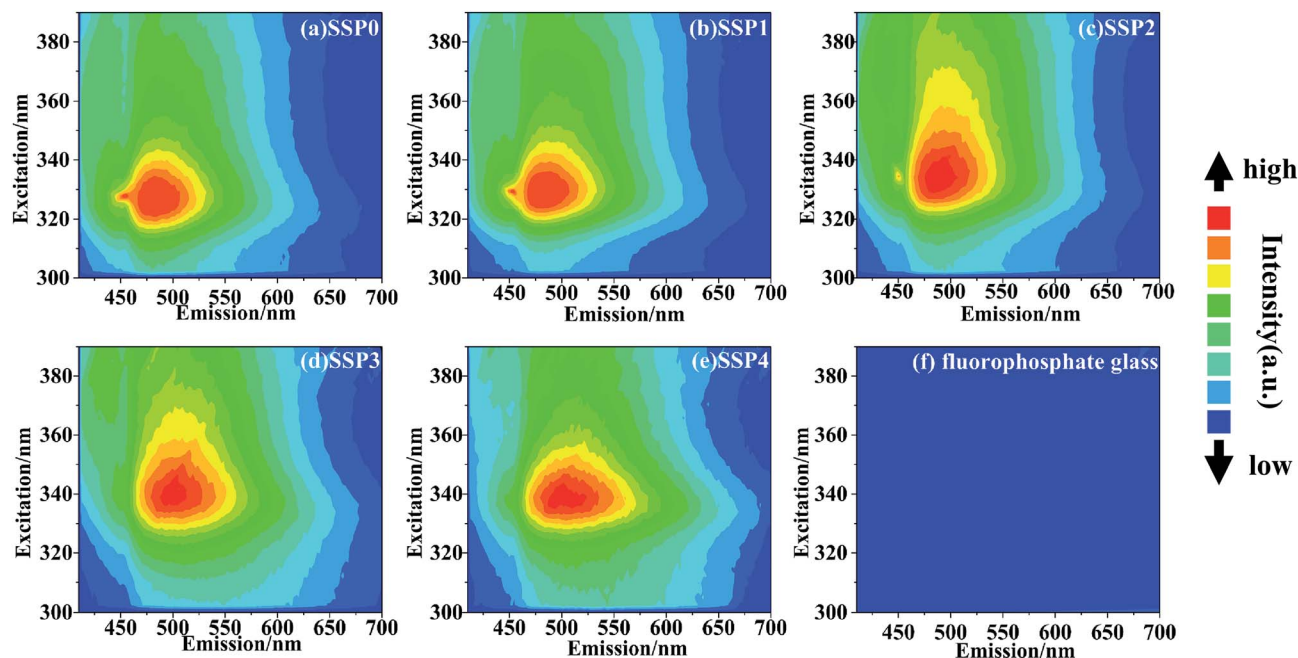 (a)SSP0
(b)SSP1
(c)SSP2
380
360
340
320
300
Excitation/nm
450 500 550 600 650 700
Emission/nm
380
360
340
320
300
Excitation/nm
450 500 550 600 650 700
Emission/nm
380
360
340
320
300
Excitation/nm
450 500 550 600 650 700
Emission/nm
(d)SSP3
(e)SSP4
(f) fluorophosphate glass
380
360
340
320
300
Excitation/nm
450 500 550 600 650 700
Emission/nm
380
360
340
320
300
Excitation/nm
450 500 550 600 650 700
Emission/nm
380
360
340
320
300
Excitation/nm
450 500 550 600 650 700
Emission/nm
high
Intensity(a.u.)
low